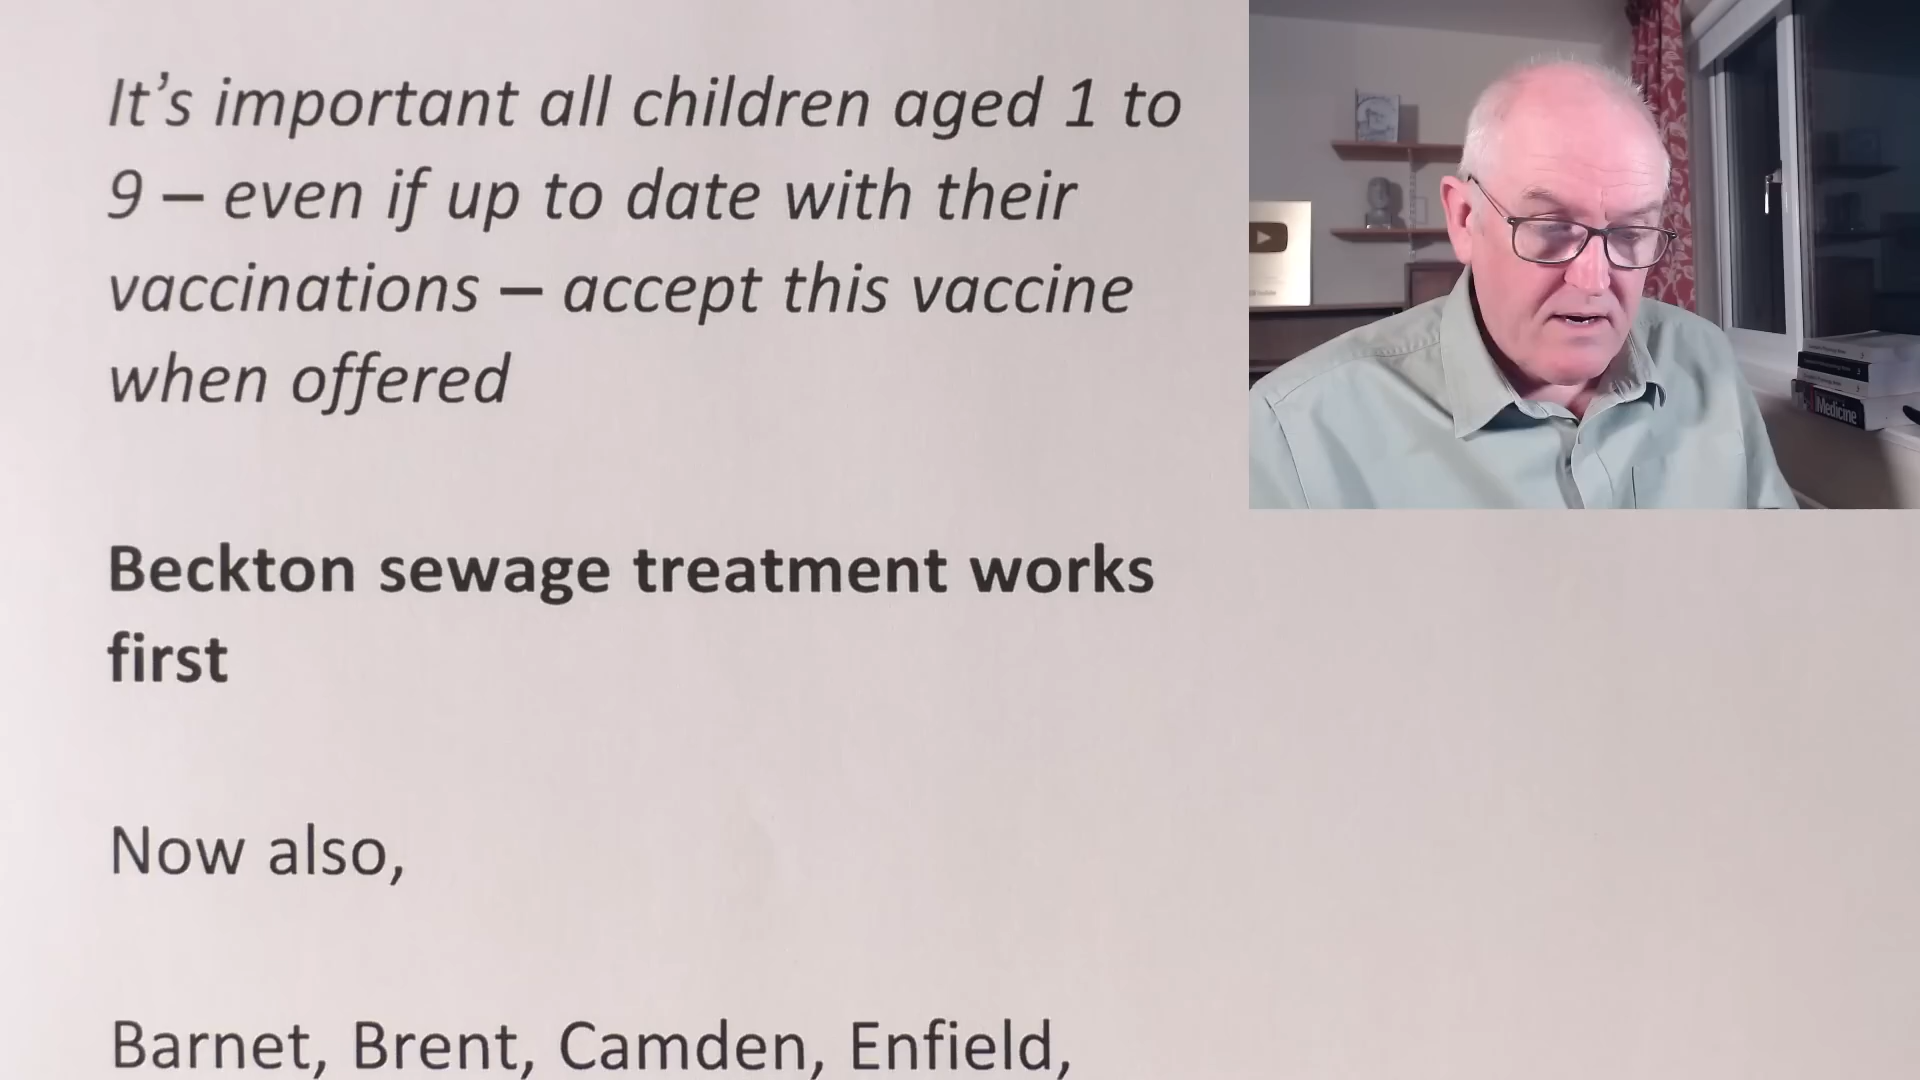 It’s important all children aged 1 to
9 – even if up to date with their
vaccinations – accept this vaccine
when offered
Beckton sewage treatment works
first
Now also,
Barnet, Brent, Camden, Enfield,
Medicine